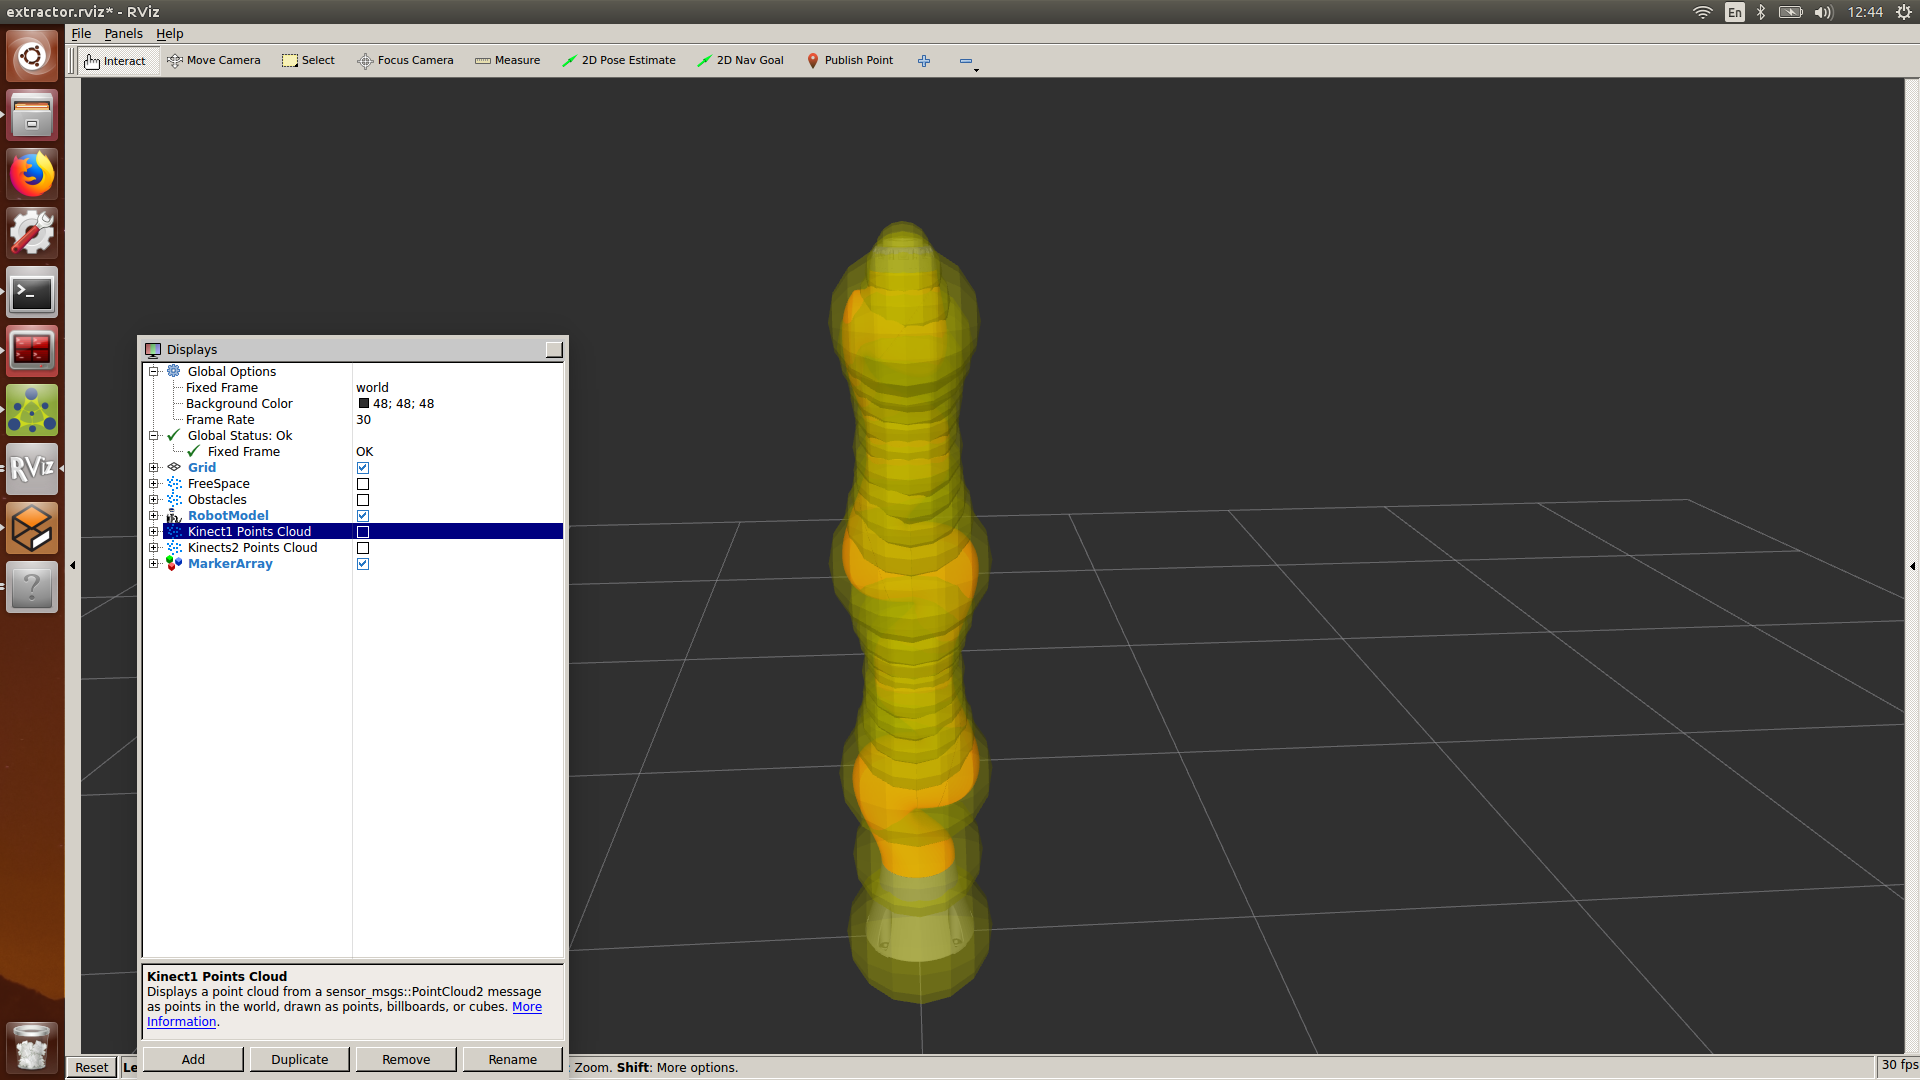 extractor.rviz* - RViz
En
12:44
File Panels Help
Interact Move Camera Select Focus Camera Measure 2D Pose Estimate 2D Nav Goal Publish Point
Displays
Global Options
Fixed Frame world
Background Color 48; 48; 48
Frame Rate 30
Global Status: Ok
Fixed Frame OK
Grid
FreeSpace
Obstacles
RobotModel
Kinect1 Points Cloud
Kinects2 Points Cloud
MarkerArray
RViz
Kinect1 Points Cloud
Displays a point cloud from a sensor_msgs::PointCloud2 message
as points in the world, drawn as points, billboards, or cubes. More
Information.
Add Duplicate Remove Rename
Reset Le : Zoom. Shift: More options. 30 fps